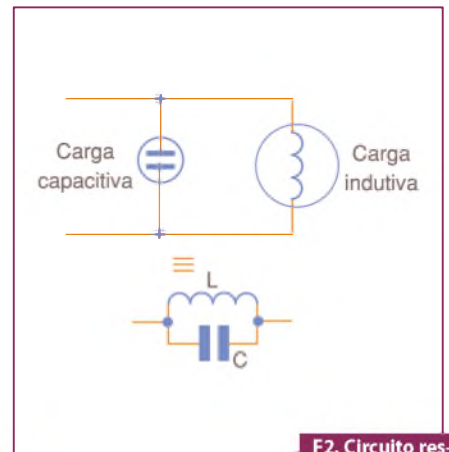 Carga
capacitiva
Carga
indutiva
L
C
F2. Circuito res-